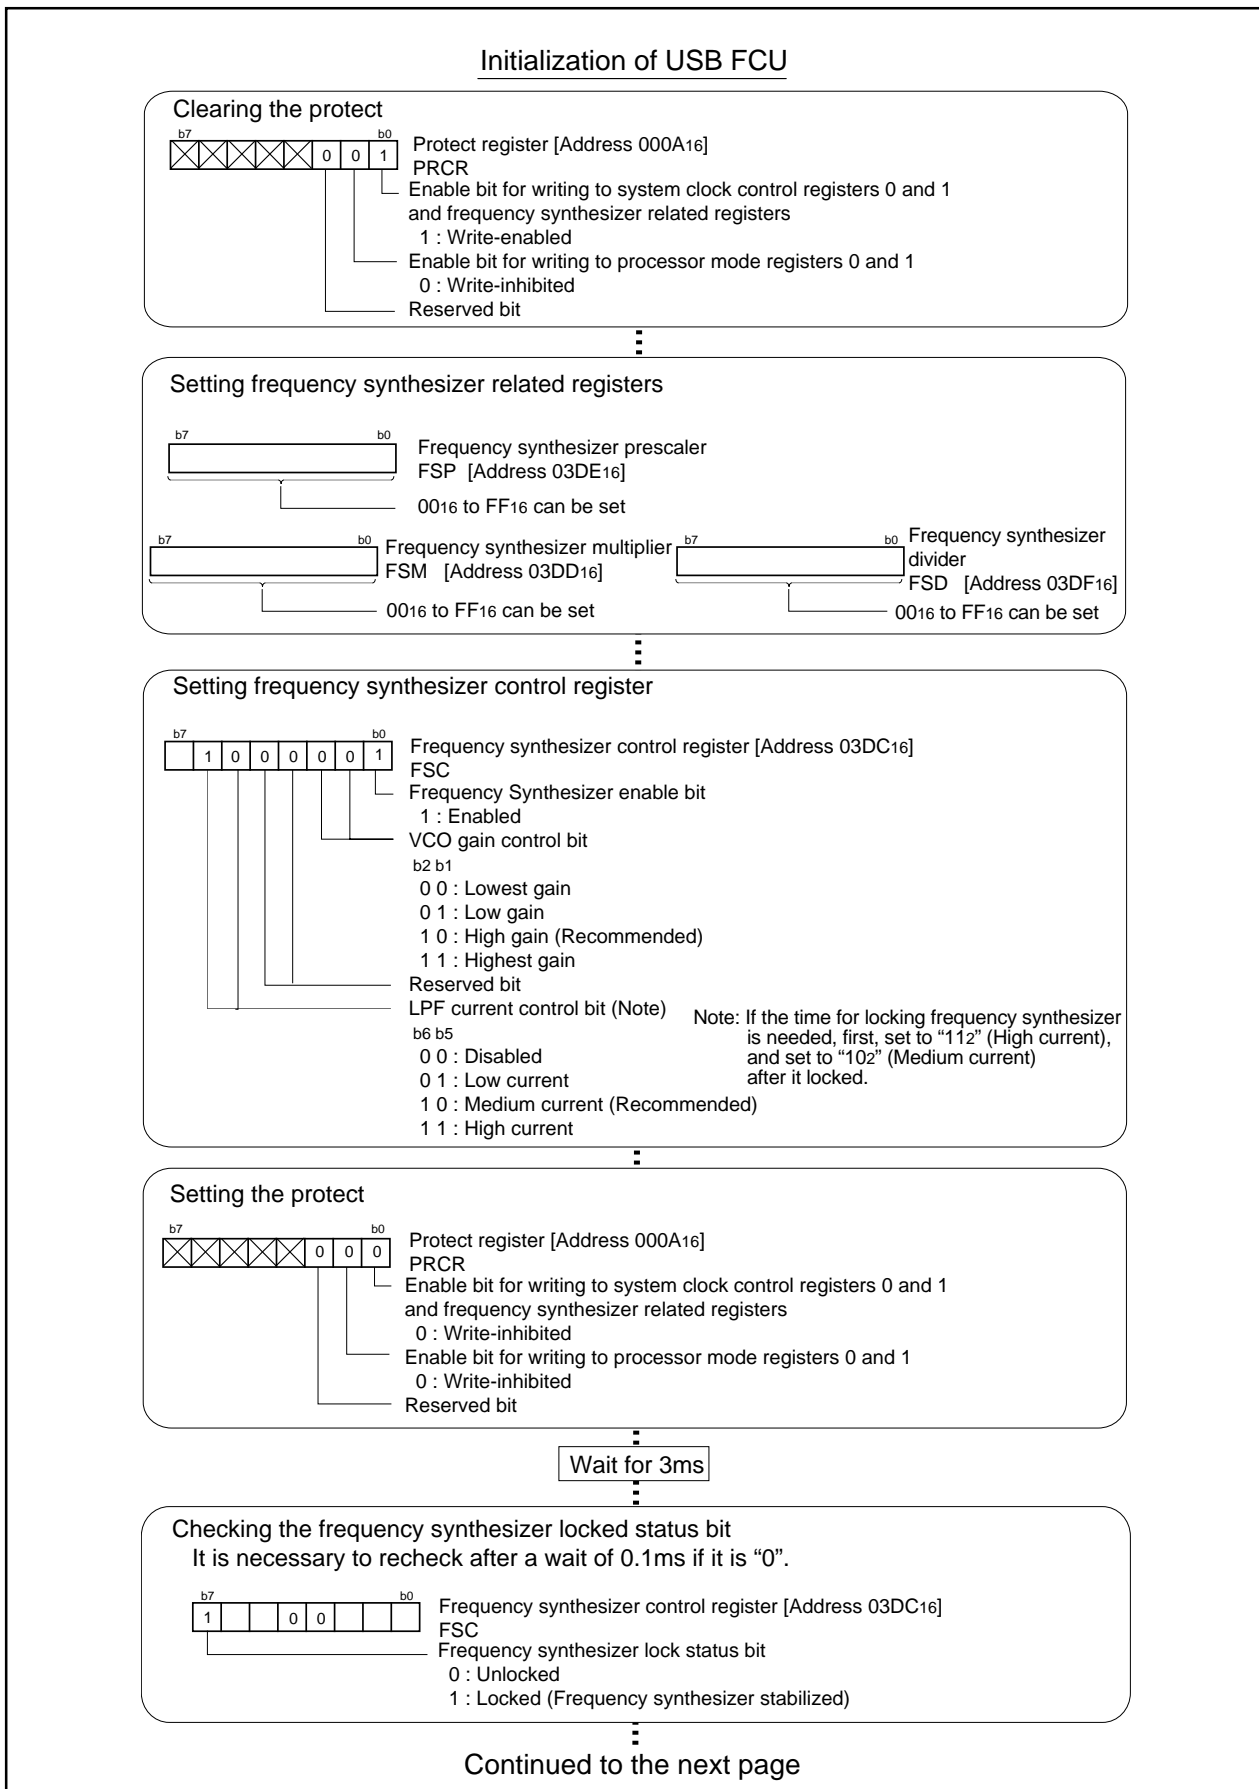 Initialization of USB FCU
Clearing the protect
b7 b0
0 0 1
Protect register [Address 000A16]
PRCR
Enable bit for writing to system clock control registers 0 and 1
and frequency synthesizer related registers
1 : Write-enabled
Enable bit for writing to processor mode registers 0 and 1
0 : Write-inhibited
Reserved bit
Setting frequency synthesizer related registers
b7 b0
Frequency synthesizer prescaler
FSP [Address 03DE16]
0016 to FF16 can be set
b7 b0
Frequency synthesizer multiplier
FSM [Address 03DD16]
0016 to FF16 can be set
b7 b0
Frequency synthesizer
divider
FSD [Address 03DF16]
0016 to FF16 can be set
Setting frequency synthesizer control register
b7 b0
1 0 0 0 0 0 1
Frequency synthesizer control register [Address 03DC16]
FSC
Frequency Synthesizer enable bit
1 : Enabled
VCO gain control bit
b2 b1
0 0 : Lowest gain
0 1 : Low gain
1 0 : High gain (Recommended)
1 1 : Highest gain
Reserved bit
LPF current control bit (Note)
b6 b5
0 0 : Disabled
0 1 : Low current
1 0 : Medium current (Recommended)
1 1 : High current
Note: If the time for locking frequency synthesizer
is needed, first, set to “112” (High current),
and set to “102” (Medium current)
after it locked.
Setting the protect
b7 b0
0 0 0
Protect register [Address 000A16]
PRCR
Enable bit for writing to system clock control registers 0 and 1
and frequency synthesizer related registers
0 : Write-inhibited
Enable bit for writing to processor mode registers 0 and 1
0 : Write-inhibited
Reserved bit
Wait for 3ms
Checking the frequency synthesizer locked status bit
It is necessary to recheck after a wait of 0.1ms if it is “0”.
b7 b0
1 0 0
Frequency synthesizer control register [Address 03DC16]
FSC
Frequency synthesizer lock status bit
0 : Unlocked
1 : Locked (Frequency synthesizer stabilized)
Continued to the next page